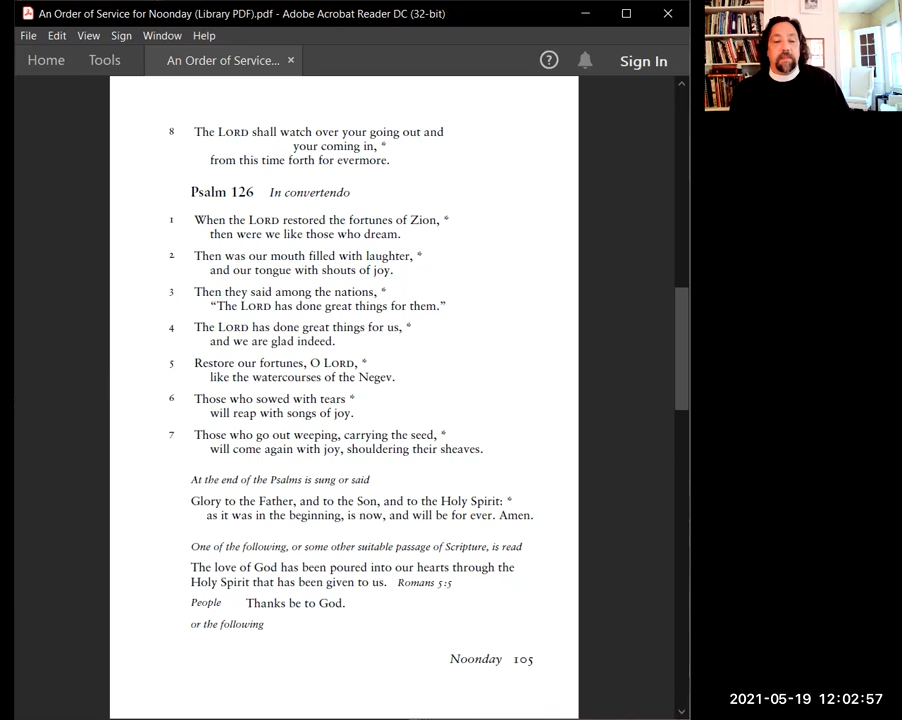 An Order of Service for Noonday (Library PDF).pdf - Adobe Acrobat Reader DC (32-bit)
File Edit View Sign Window Help
Home Tools An Order of Service... × Sign In
8 The LORD shall watch over your going out and
your coming in, *
from this time forth for evermore.
Psalm 126 In convertendo
1 When the LORD restored the fortunes of Zion, *
then were we like those who dream.
2 Then was our mouth filled with laughter, *
and our tongue with shouts of joy.
3 Then they said among the nations, *
“The LORD has done great things for them.”
4 The LORD has done great things for us, *
and we are glad indeed.
5 Restore our fortunes, O LORD, *
like the watercourses of the Negev.
6 Those who sowed with tears *
will reap with songs of joy.
7 Those who go out weeping, carrying the seed, *
will come again with joy, shouldering their sheaves.
At the end of the Psalms is sung or said
Glory to the Father, and to the Son, and to the Holy Spirit: *
as it was in the beginning, is now, and will be for ever. Amen.
One of the following, or some other suitable passage of Scripture, is read
The love of God has been poured into our hearts through the
Holy Spirit that has been given to us. Romans 5:5
People Thanks be to God.
or the following
Noonday 105
2021-05-19 12:02:57